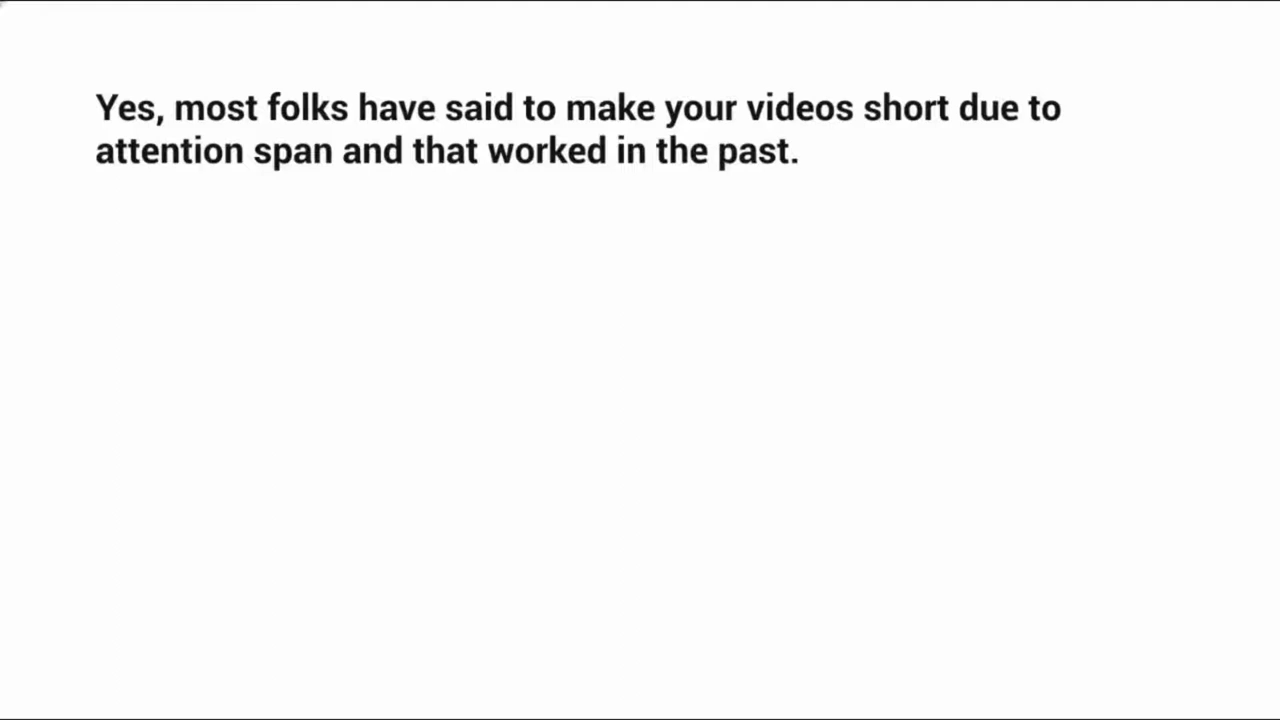 Yes, most folks have said to make your videos short due to
attention span and that worked in the past.